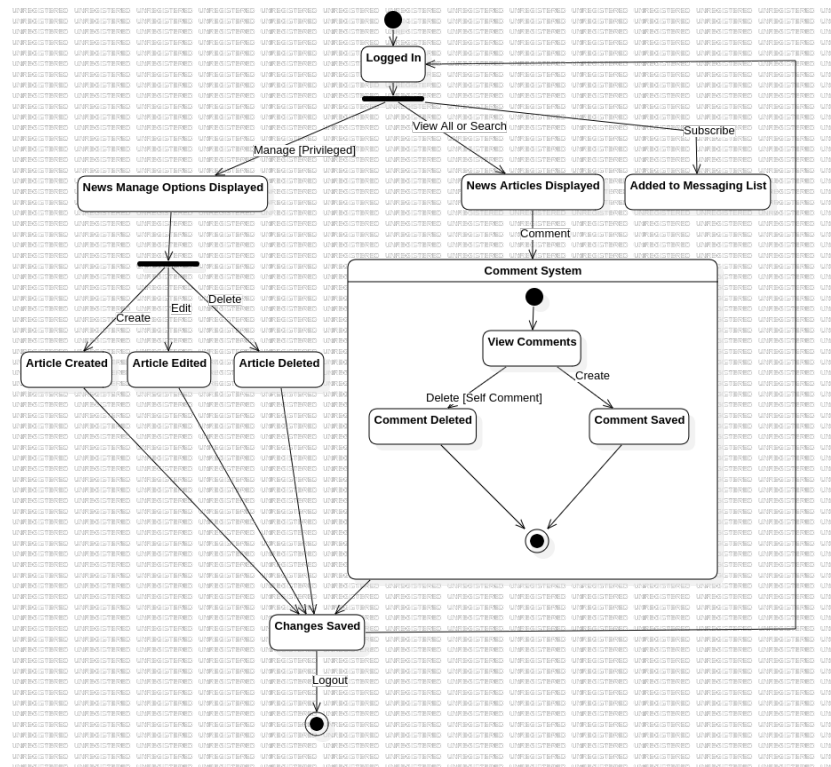 Logged In
View All or Search
Subscribe
Manage [Privileged]
News Manage Options Displayed
News Articles Displayed
Added to Messaging List
Comment
Comment System
Delete
Edit
Create
View Comments
Article Created
Article Edited
Article Deleted
Create
Delete [Self Comment]
Comment Deleted
Comment Saved
Changes Saved
Logout